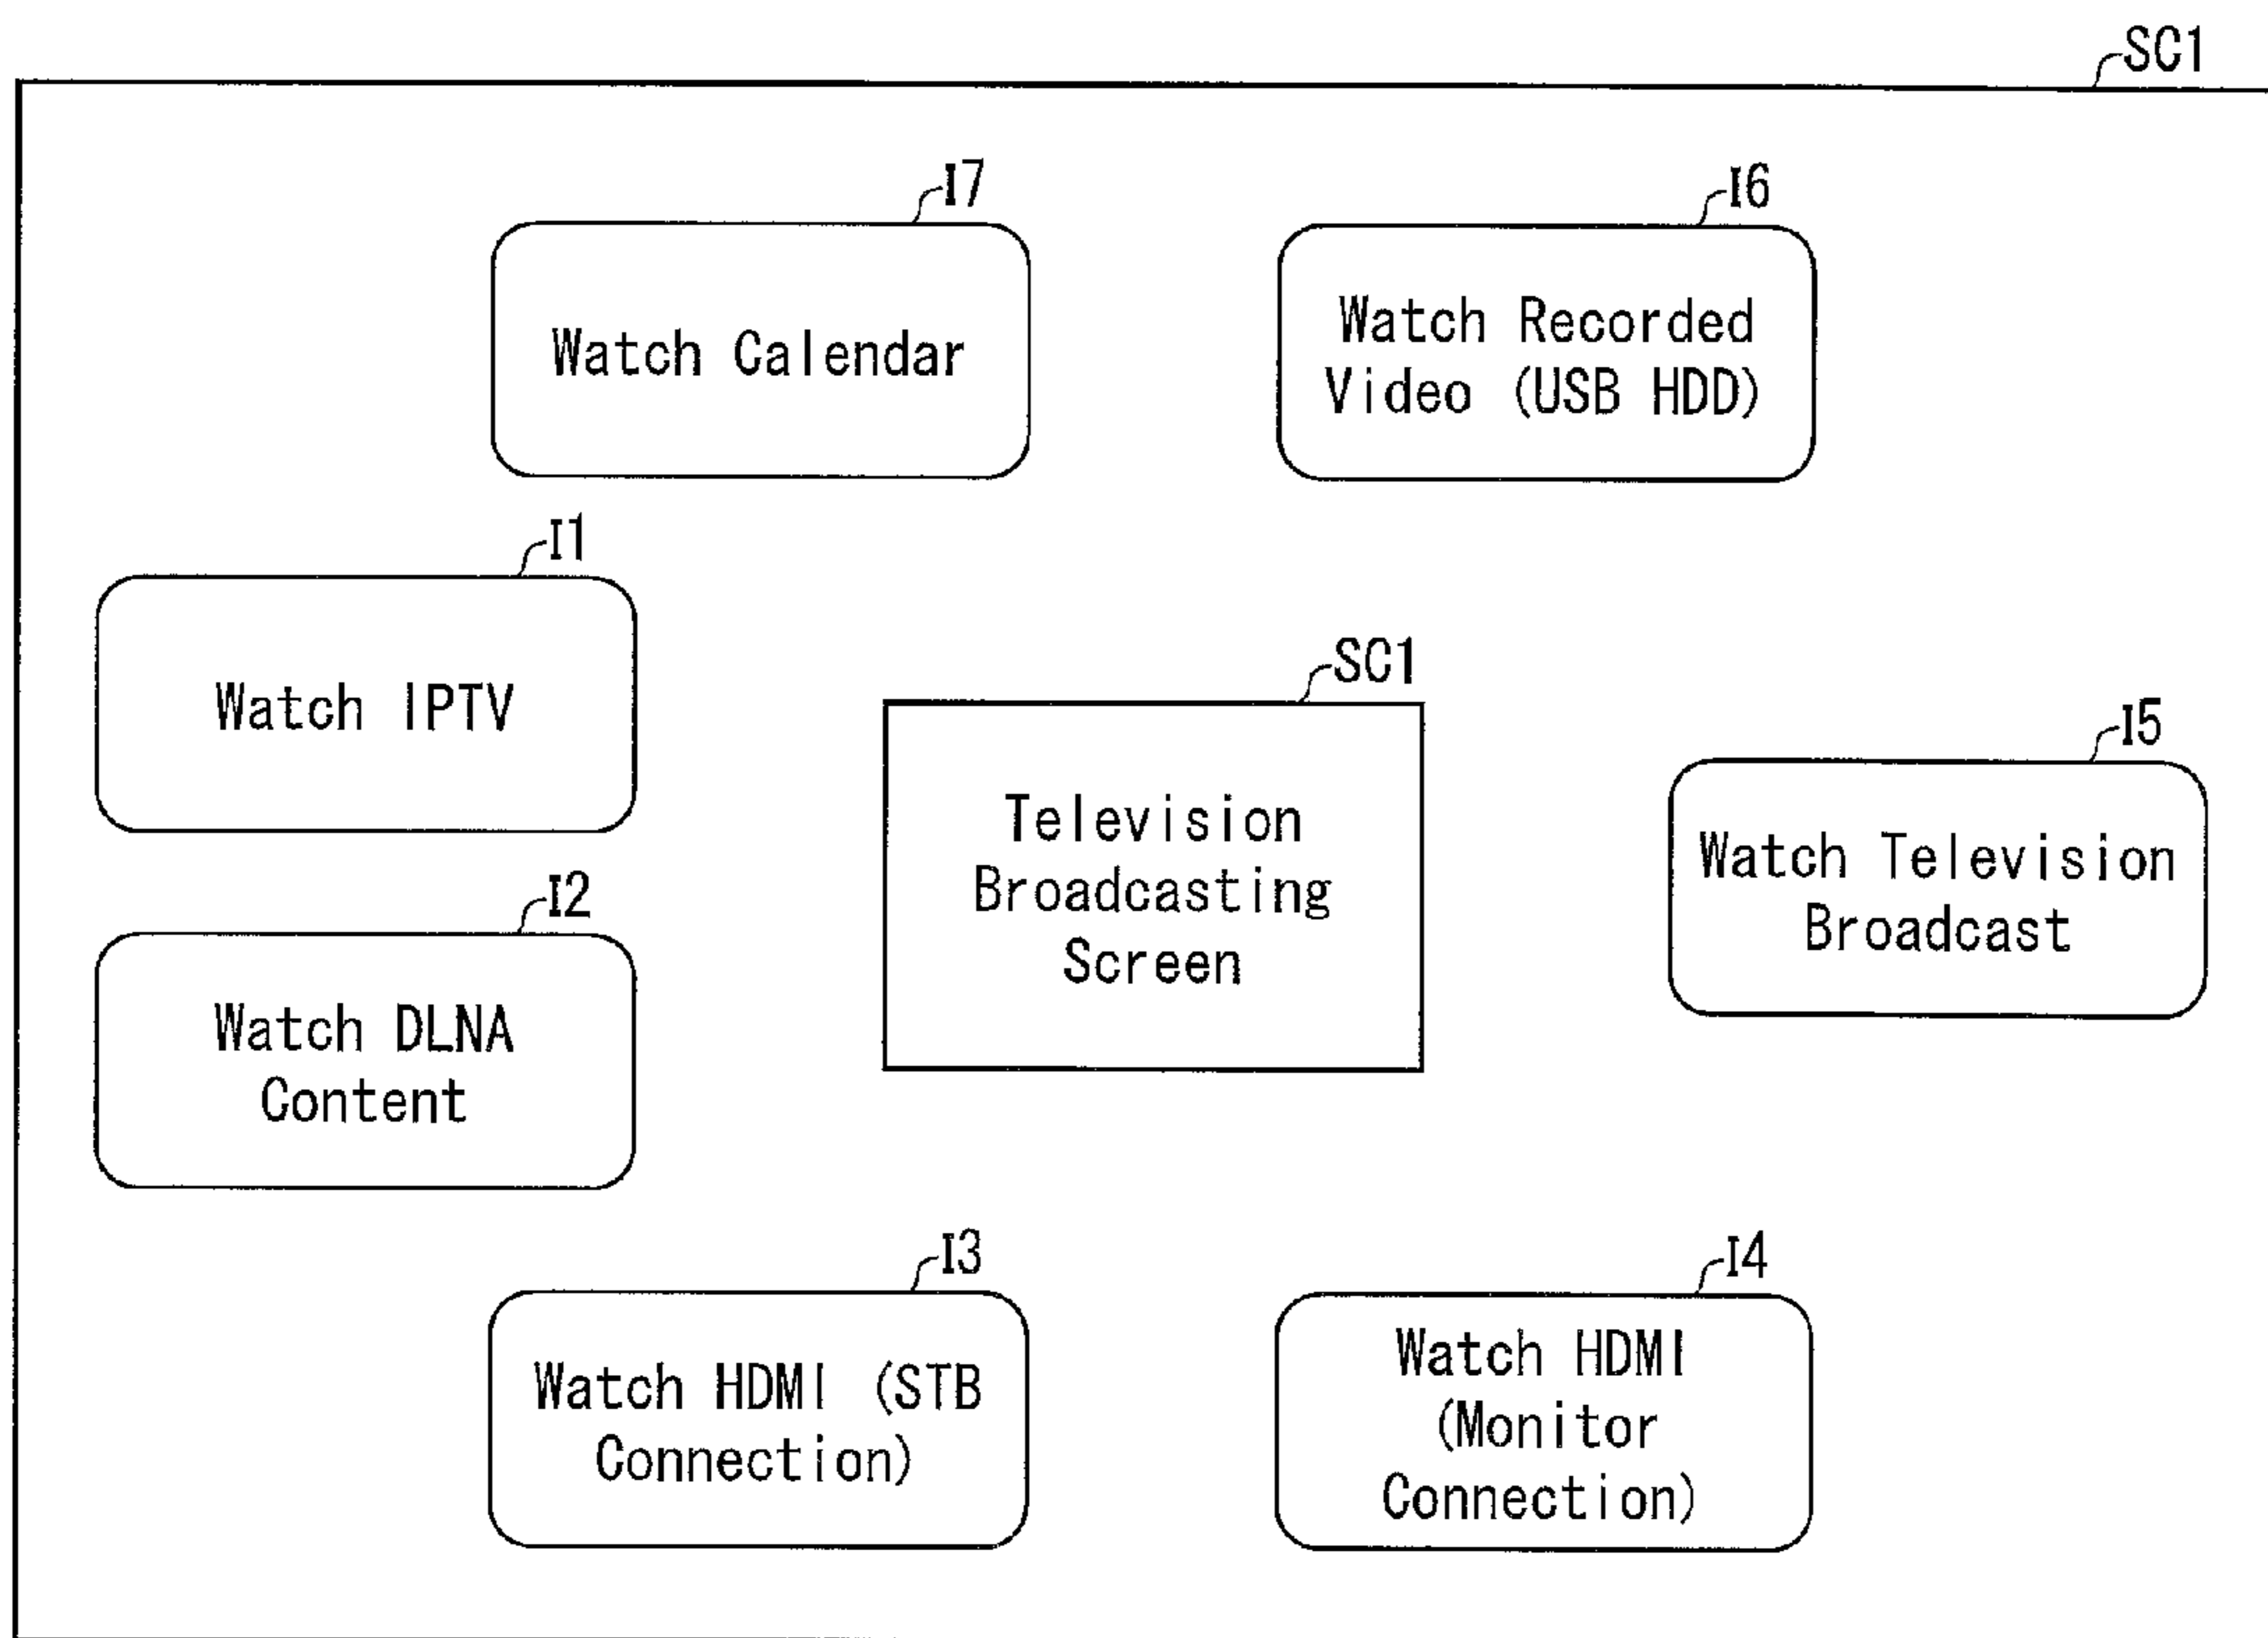 SC1
I7
I6
Watch Calendar
Watch Recorded
Video (USB HDD)
I1
Watch IPTV
SC1
Television
Broadcasting
Screen
I5
Watch Television
Broadcast
I2
Watch DLNA
Content
I3
Watch HDMI (STB
Connection)
I4
Watch HDMI
(Monitor
Connection)